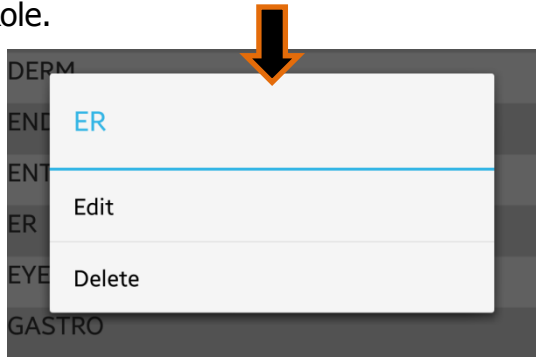 ole.
DERM
END
ER
ENT
Edit
ER
EYE
Delete
GASTRO